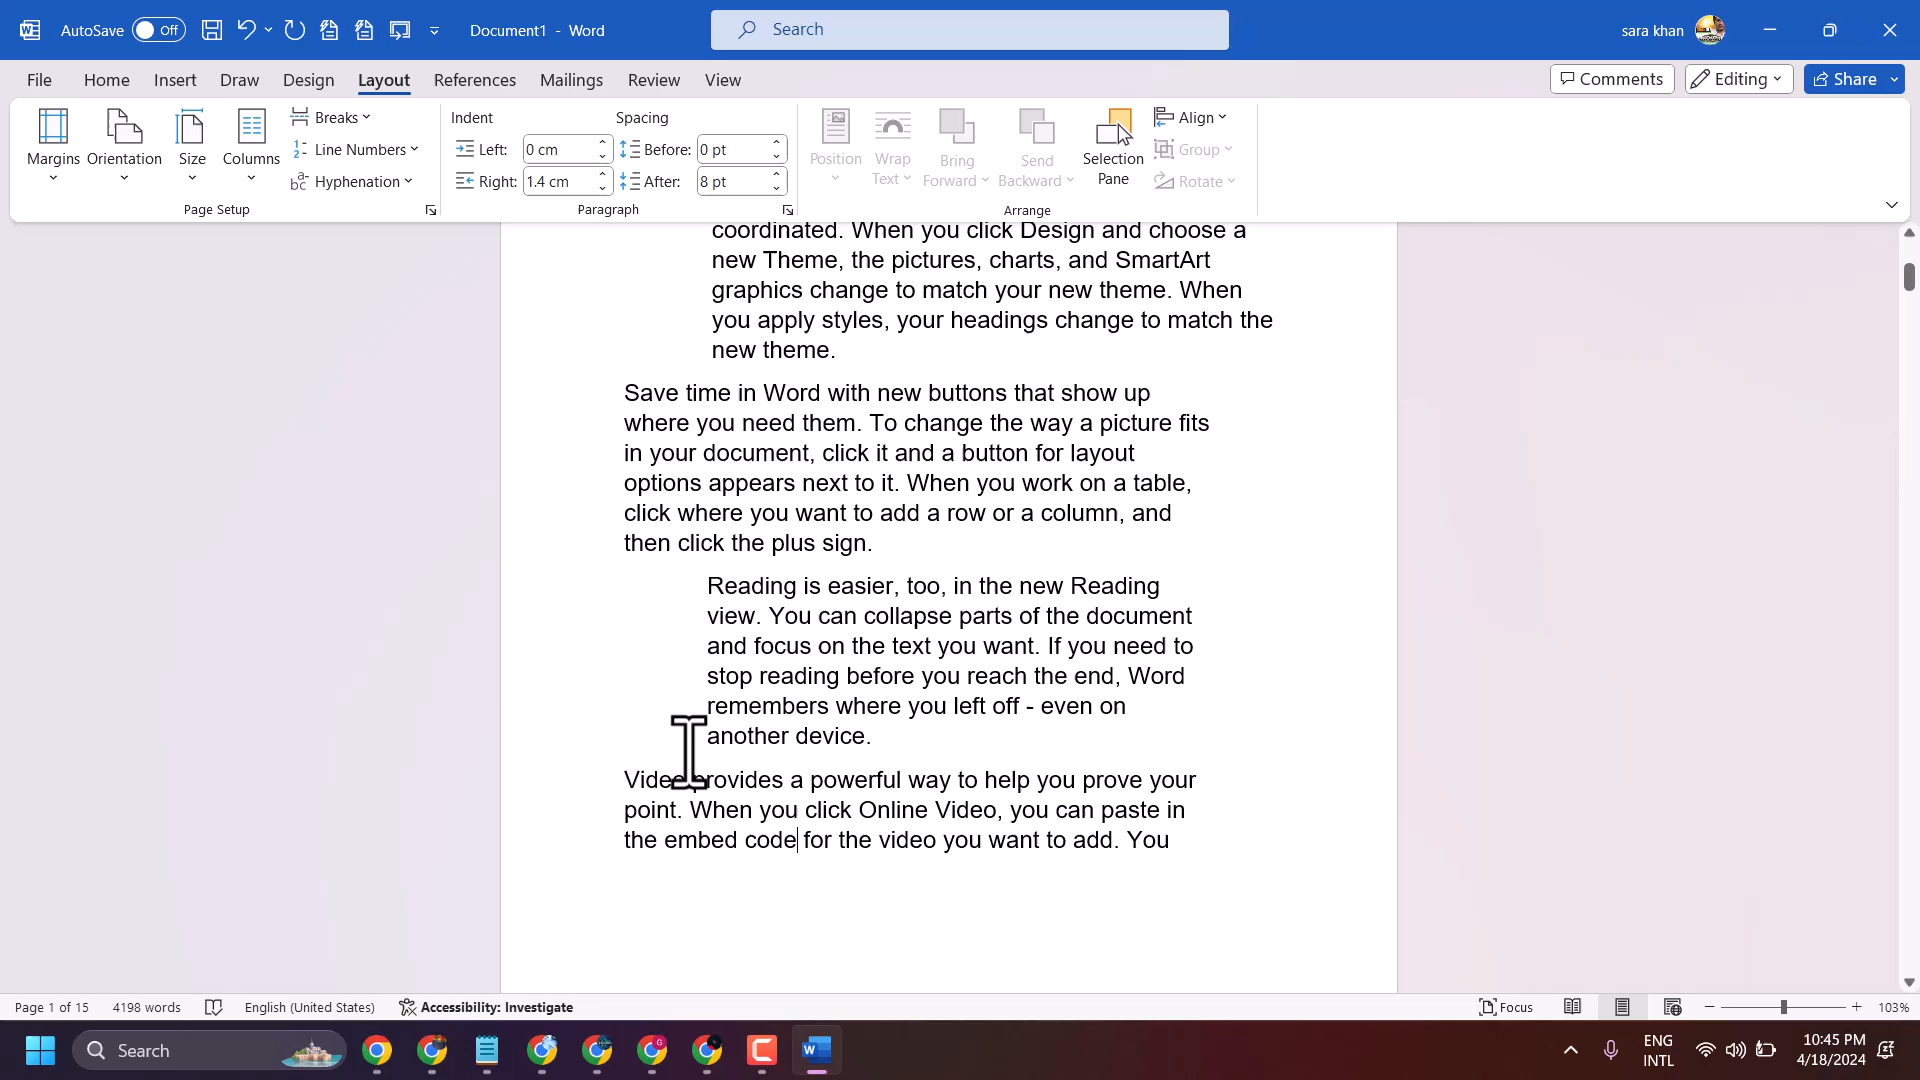 AutoSave Off Document1 - Word Search sara khan
File Home Insert Draw Design Layout References Mailings Review View Comments Editing Share
Margins Orientation Size Columns
Breaks
Line Numbers
Hyphenation
Page Setup
Indent
Left: 0 cm
Right: 1.4 cm
Spacing
Before: 0 pt
After: 8 pt
Paragraph
Position
Wrap Text
Bring Forward
Send Backward
Selection Pane
Align
Group
Rotate
Arrange
coordinated. When you click Design and choose a
new Theme, the pictures, charts, and SmartArt
graphics change to match your new theme. When
you apply styles, your headings change to match the
new theme.
Save time in Word with new buttons that show up
where you need them. To change the way a picture fits
in your document, click it and a button for layout
options appears next to it. When you work on a table,
click where you want to add a row or a column, and
then click the plus sign.
Reading is easier, too, in the new Reading
view. You can collapse parts of the document
and focus on the text you want. If you need to
stop reading before you reach the end, Word
remembers where you left off - even on
another device.
Video provides a powerful way to help you prove your
point. When you click Online Video, you can paste in
the embed code for the video you want to add. You
Page 1 of 15 4198 words English (United States) Accessibility: Investigate Focus 103%
Search
ENG
INTL
10:45 PM
4/18/2024